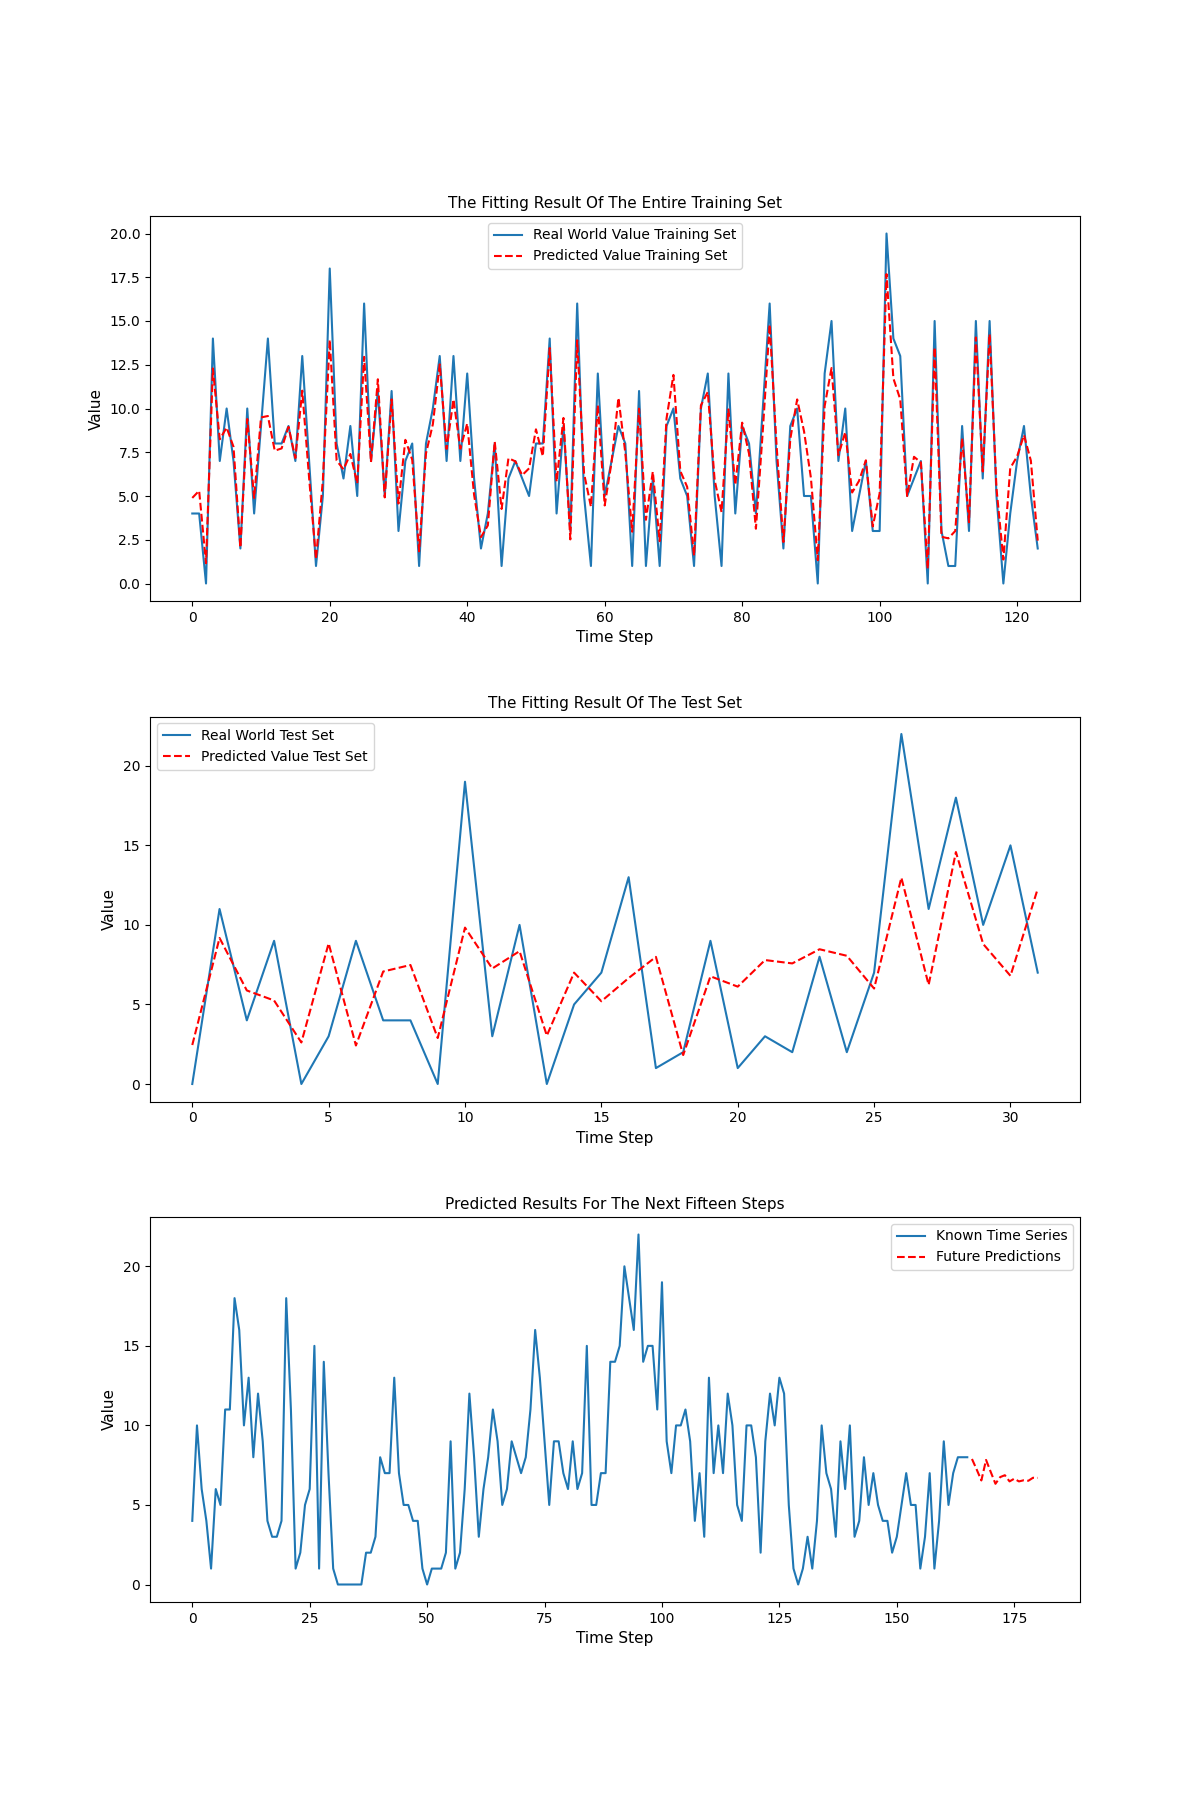 The Fitting Result Of The Entire Training Set
Real World Value Training Set
Predicted Value Training Set
20.0
17.5
15.0
12.5
10.0
7.5
5.0
2.5
0.0
Value
0 20 40 60 80 100 120
Time Step
The Fitting Result Of The Test Set
Real World Test Set
Predicted Value Test Set
20
15
10
5
0
Value
0 5 10 15 20 25 30
Time Step
Predicted Results For The Next Fifteen Steps
Known Time Series
Future Predictions
20
15
10
5
0
Value
0 25 50 75 100 125 150 175
Time Step